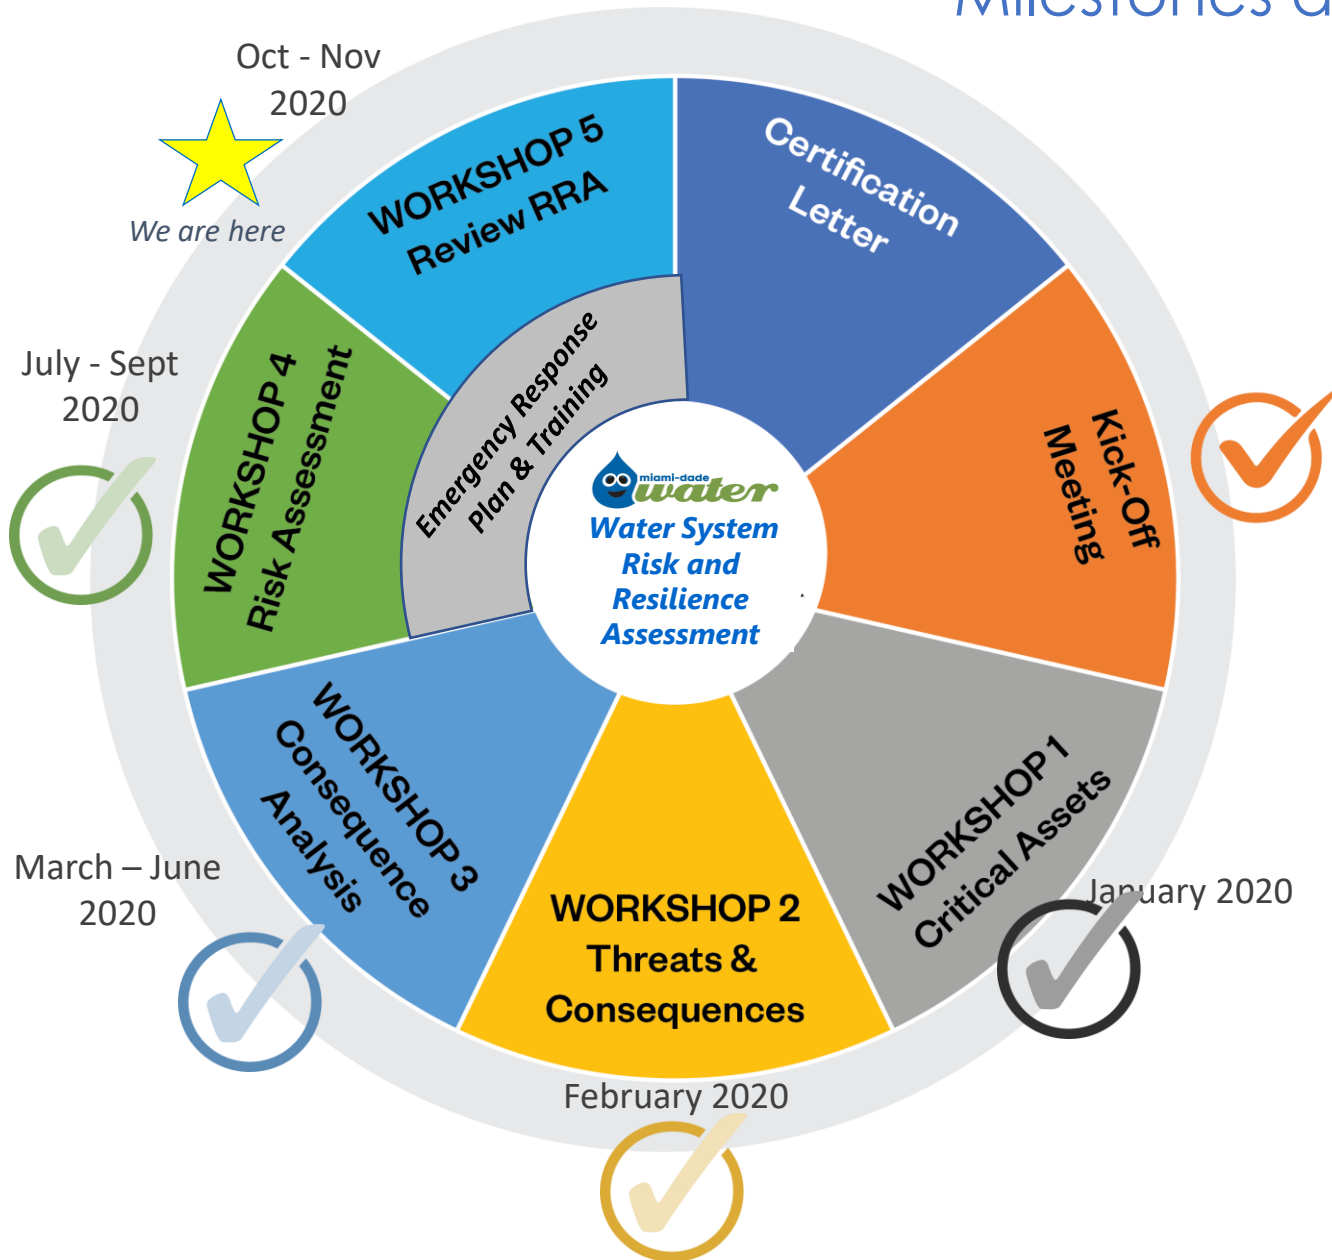 Milestones a
Oct - Nov
2020
We are here
WORKSHOP 5
Review RRA
Certification
Letter
Kick-Off
Meeting
July - Sept
2020
WORKSHOP 4
Risk Assessment
Emergency Response
Plan & Training
miami-dade
water
Water System
Risk and
Resilience
Assessment
WORKSHOP 1
Critical Assets
January 2020
WORKSHOP 2
Threats &
Consequences
February 2020
WORKSHOP 3
Consequence
Analysis
March – June
2020